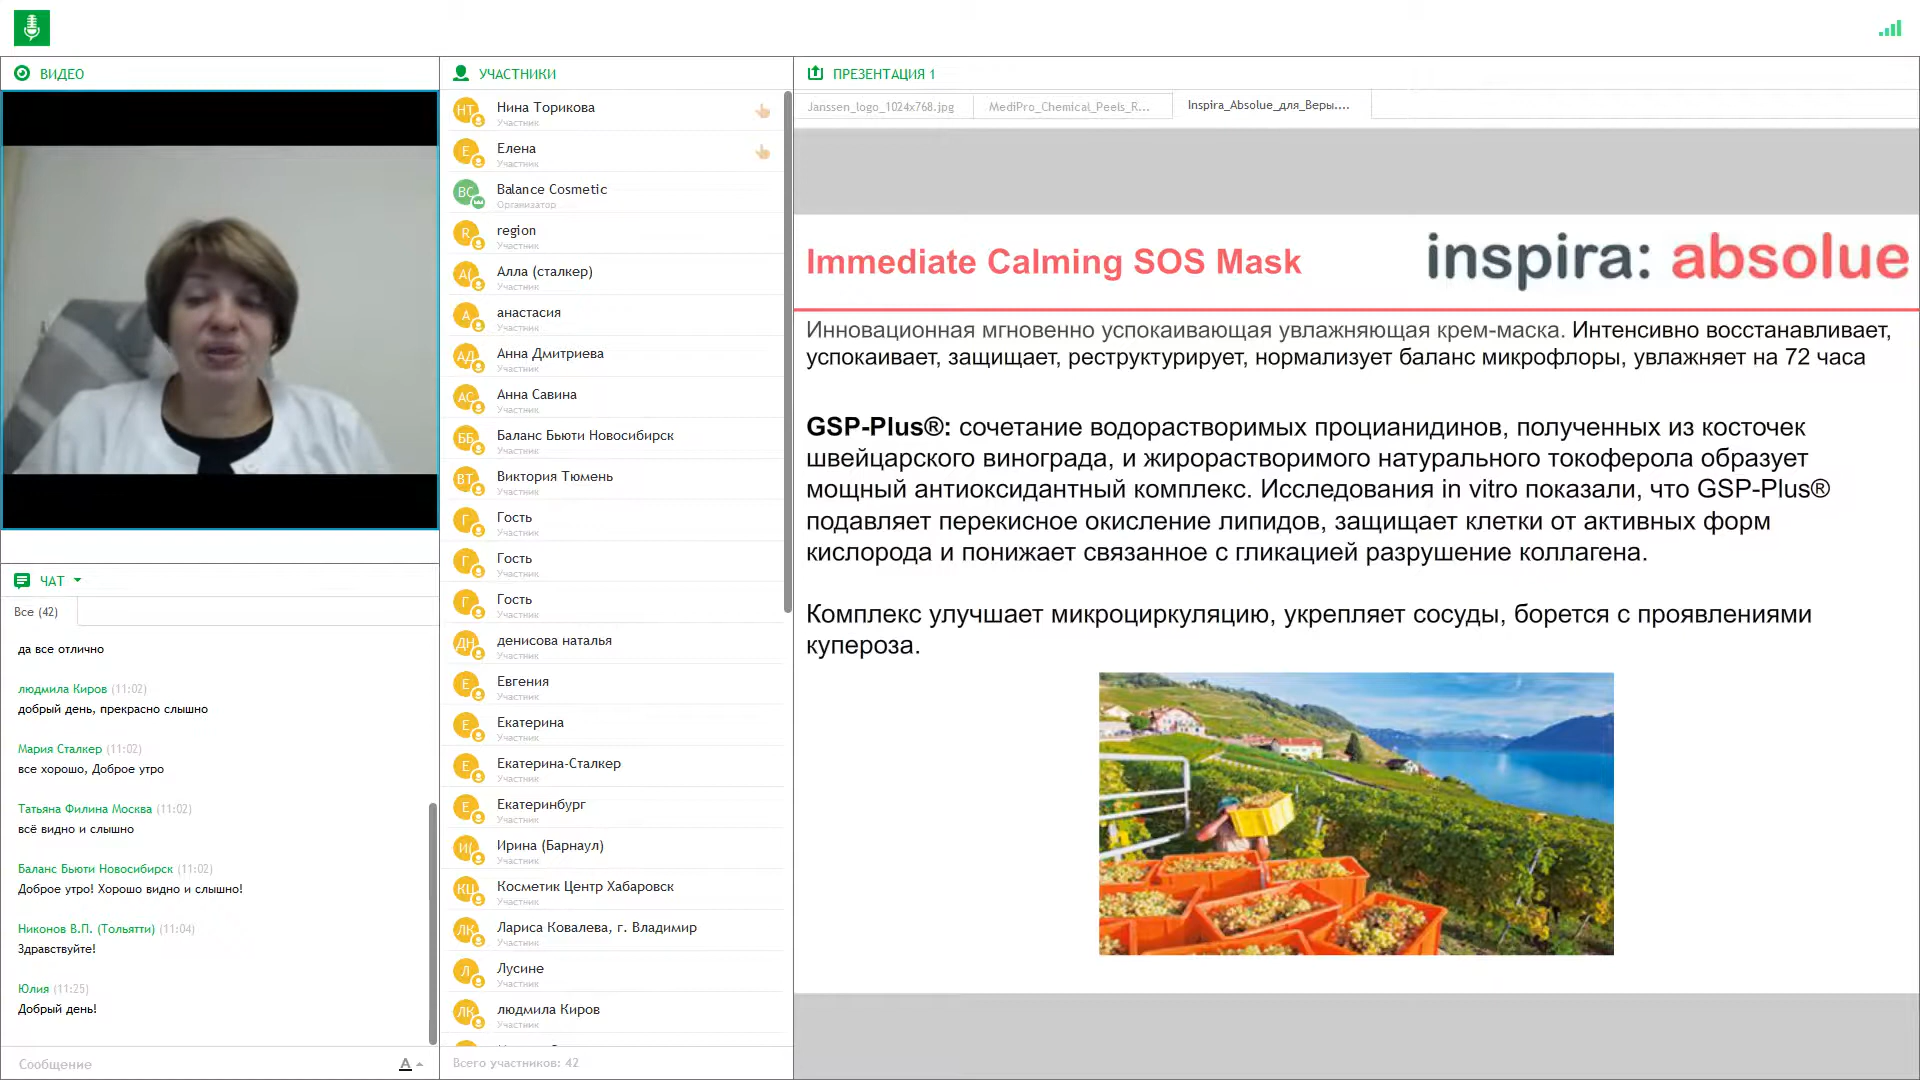 ВИДЕО
УЧАСТНИКИ
НТ
Нина Торикова
Участник
Е
Елена
Участник
BC
Balance Cosmetic
Организатор
R
region
Участник
А(
Алла (сталкер)
Участник
А
анастасия
Участник
АД
Анна Дмитриева
Участник
АС
Анна Савина
Участник
ББ
Баланс Бьюти Новосибирск
Участник
ВТ
Виктория Тюмень
Участник
Г
Гость
Участник
Г
Гость
Участник
Г
Гость
Участник
ДН
денисова наталья
Участник
Е
Евгения
Участник
Е
Екатерина
Участник
Е
Екатерина-Сталкер
Участник
Е
Екатеринбург
Участник
И(
Ирина (Барнаул)
Участник
КЦ
Косметик Центр Хабаровск
Участник
ЛК
Лариса Ковалева, г. Владимир
Участник
Л
Лусине
Участник
ЛК
людмила Киров
Участник
Всего участников: 42
ЧАТ
Все (42)
да все отлично
людмила Киров (11:02)
добрый день, прекрасно слышно
Мария Сталкер (11:02)
все хорошо, Доброе утро
Татьяна Филина Москва (11:02)
всё видно и слышно
Баланс Бьюти Новосибирск (11:02)
Доброе утро! Хорошо видно и слышно!
Никонов В.П. (Тольятти) (11:04)
Здравствуйте!
Юлия (11:25)
Добрый день!
Сообщение
A
ПРЕЗЕНТАЦИЯ 1
Janssen_logo_1024x768.jpg
MediPro_Chemical_Peels_R...
Inspira_Absolue_для_Веры....
Immediate Calming SOS Mask
inspira: absolue
Инновационная мгновенно успокаивающая увлажняющая крем-маска. Интенсивно восстанавливает,
успокаивает, защищает, реструктурирует, нормализует баланс микрофлоры, увлажняет на 72 часа
GSP-Plus®: сочетание водорастворимых процианидинов, полученных из косточек
швейцарского винограда, и жирорастворимого натурального токоферола образует
мощный антиоксидантный комплекс. Исследования in vitro показали, что GSP-Plus®
подавляет перекисное окисление липидов, защищает клетки от активных форм
кислорода и понижает связанное с гликацией разрушение коллагена.
Комплекс улучшает микроциркуляцию, укрепляет сосуды, борется с проявлениями
купероза.